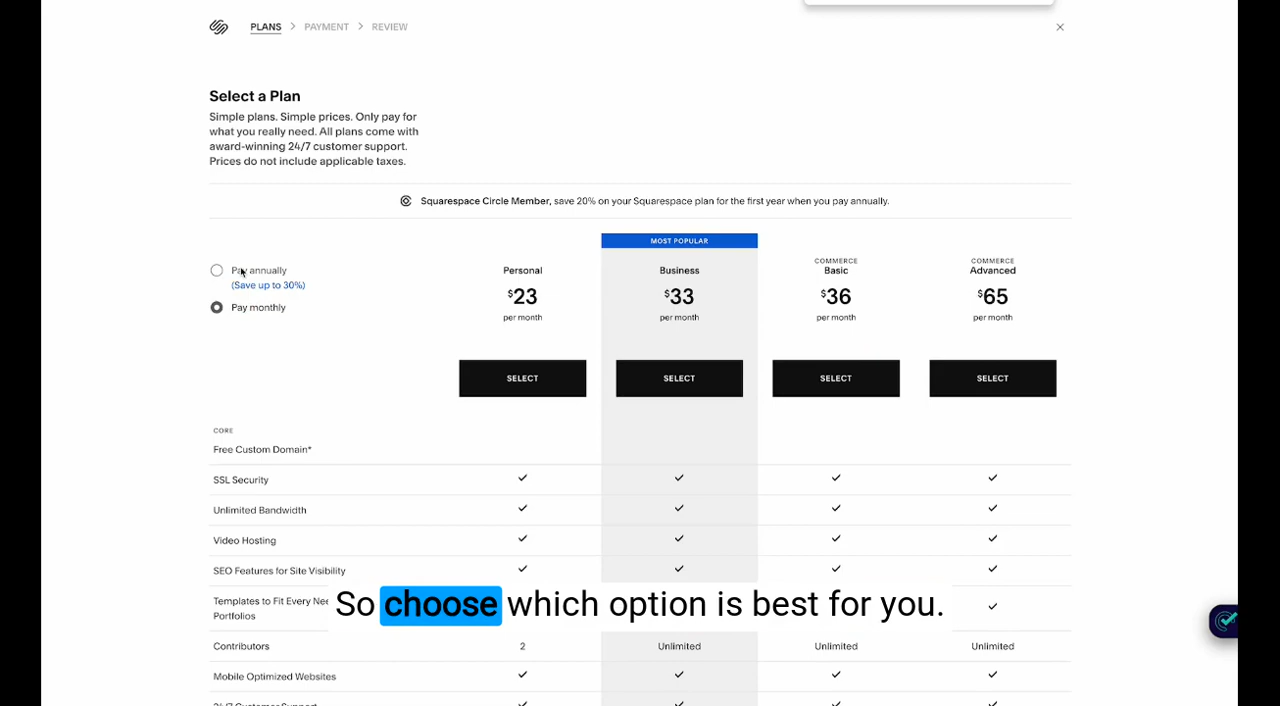 PLANS > PAYMENT > REVIEW
Select a Plan
Simple plans. Simple prices. Only pay for
what you really need. All plans come with
award-winning 24/7 customer support.
Prices do not include applicable taxes.
Squarespace Circle Member, save 20% on your Squarespace plan for the first year when you pay annually.
MOST POPULAR
Pay annually
(Save up to 30%)
Pay monthly
Personal
$23
per month
SELECT
Business
$33
per month
SELECT
COMMERCE
Basic
$36
per month
SELECT
COMMERCE
Advanced
$65
per month
SELECT
CORE
Free Custom Domain*
SSL Security
Unlimited Bandwidth
Video Hosting
SEO Features for Site Visibility
Templates to Fit Every
Portfolios
So choose which option is best for you.
Contributors 2 Unlimited Unlimited Unlimited
Mobile Optimized Websites
24/7 Customer Support